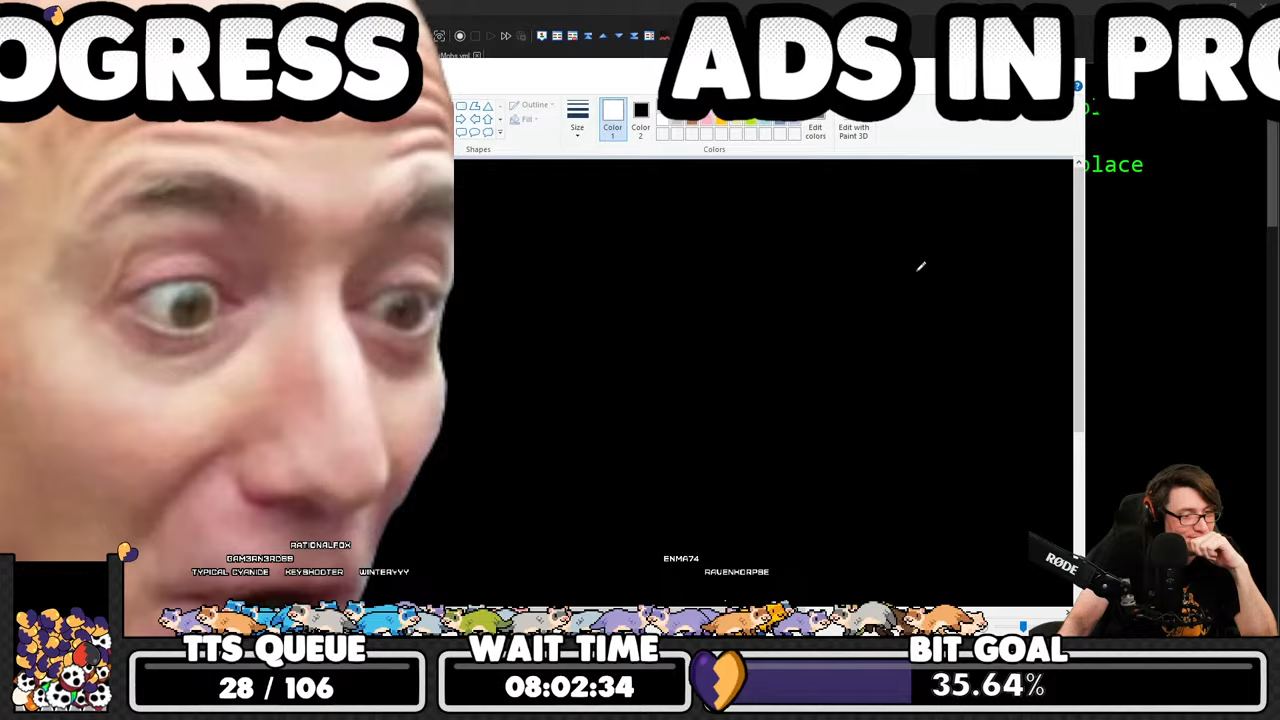 OGRESS
ADS IN PRO
Outline
Fill
Size
Color
1
Color
2
Edit
colors
Edit with
Paint 3D
Shapes
Colors
place
RATIONALFOX
TYPICAL CYANIDE
KEYSHOOTER
WINTERYYY
ENMA74
RAVENKORPSE
RØDE
TTS QUEUE
WAIT TIME
BIT GOAL
28 / 106
08:02:34
35.64%